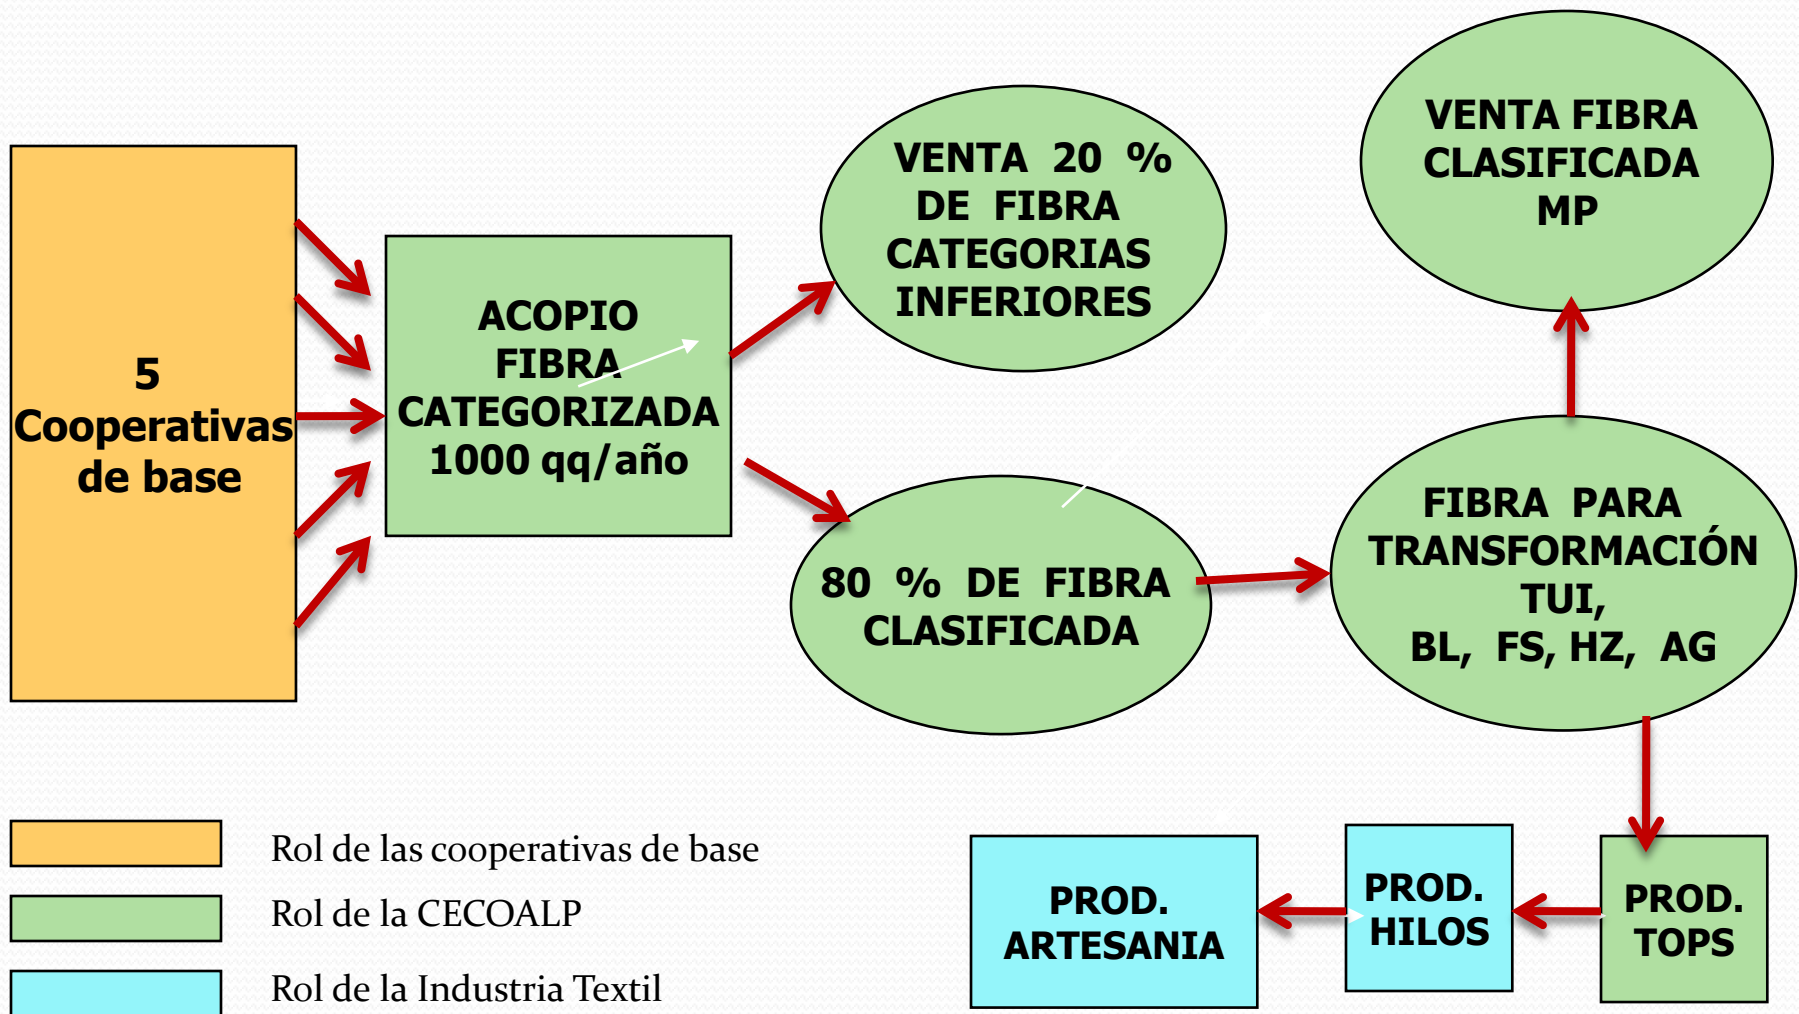 5
Cooperativas
de base
ACOPIO
FIBRA
CATEGORIZADA
1000 qq/año
VENTA 20 %
DE FIBRA
CATEGORIAS
INFERIORES
80 % DE FIBRA
CLASIFICADA
VENTA FIBRA
CLASIFICADA
MP
FIBRA PARA
TRANSFORMACIÓN
TUI,
BL, FS, HZ, AG
PROD.
TOPS
PROD.
HILOS
PROD.
ARTESANIA
Rol de las cooperativas de base
Rol de la CECOALP
Rol de la Industria Textil